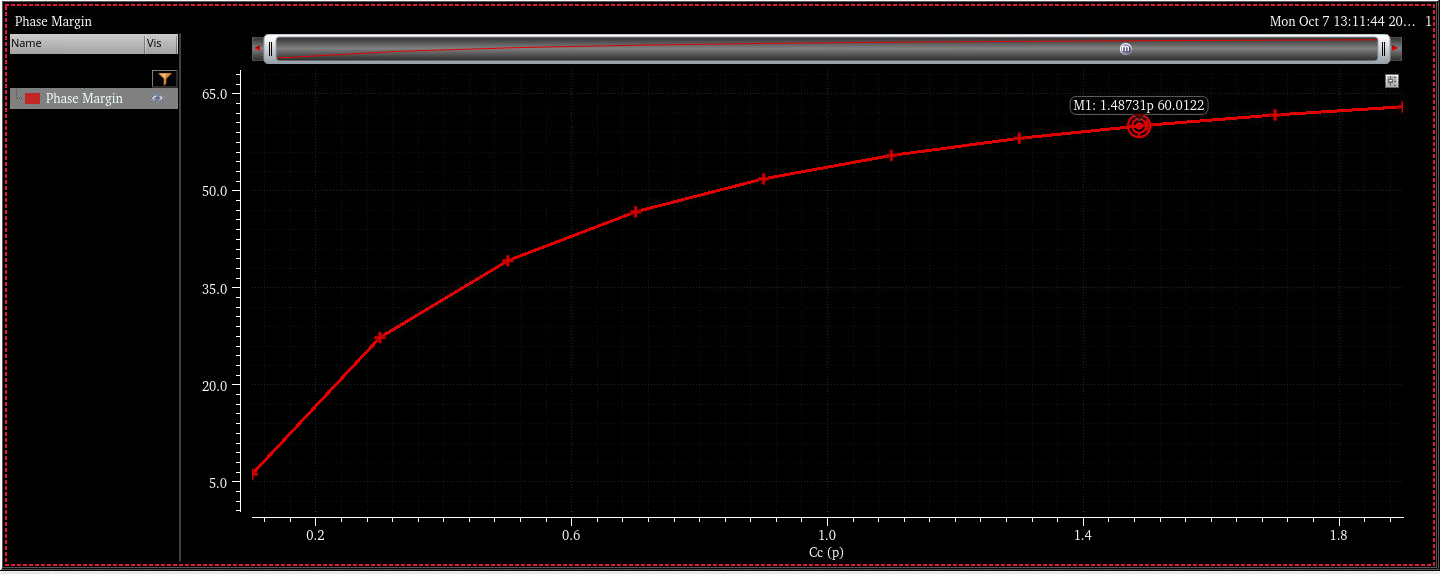 Phase Margin
Mon Oct 7 13:11:44 20... 1
Name Vis
Phase Margin
M1: 1.48731p 60.0122
65.0
50.0
35.0
20.0
5.0
0.2 0.6 1.0 1.4 1.8
Cc (p)